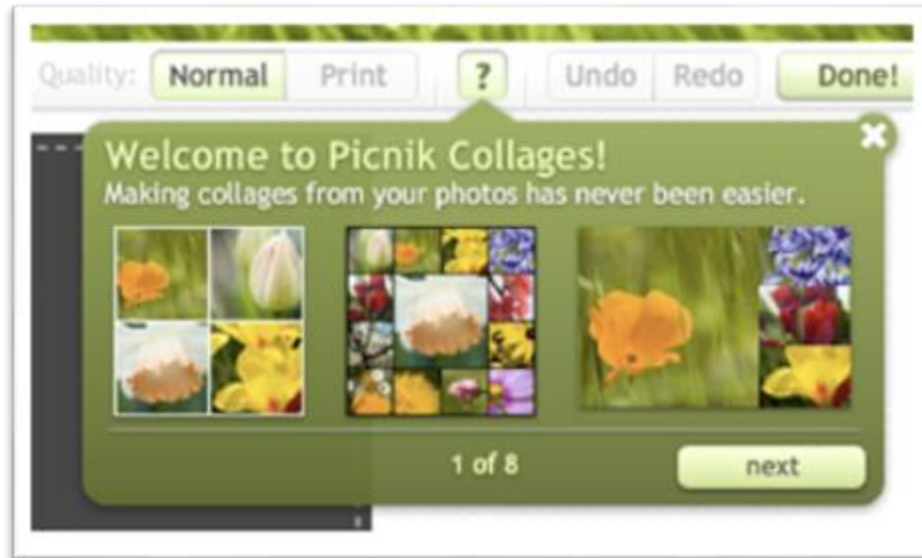 Quality: Normal Print ? Undo Redo Done!
Welcome to Picnik Collages!
Making collages from your photos has never been easier.
1 of 8 next